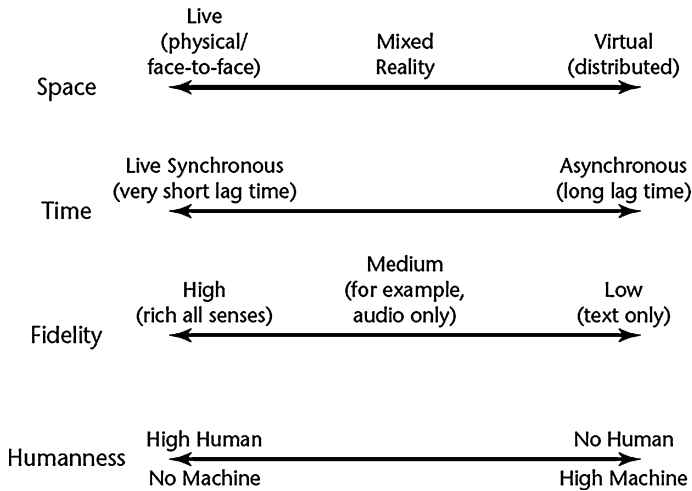 Live
(physical/
face-to-face)
Mixed
Reality
Virtual
(distributed)
Space
Live Synchronous
(very short lag time)
Asynchronous
(long lag time)
Time
High
(rich all senses)
Medium
(for example,
audio only)
Low
(text only)
Fidelity
High Human
No Human
Humanness
No Machine
High Machine